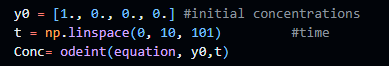 y0 = [1., 0., 0., 0.] #initial concentrations
t = np.linspace(0, 10, 101) #time
Conc= odeint(equation, y0,t)